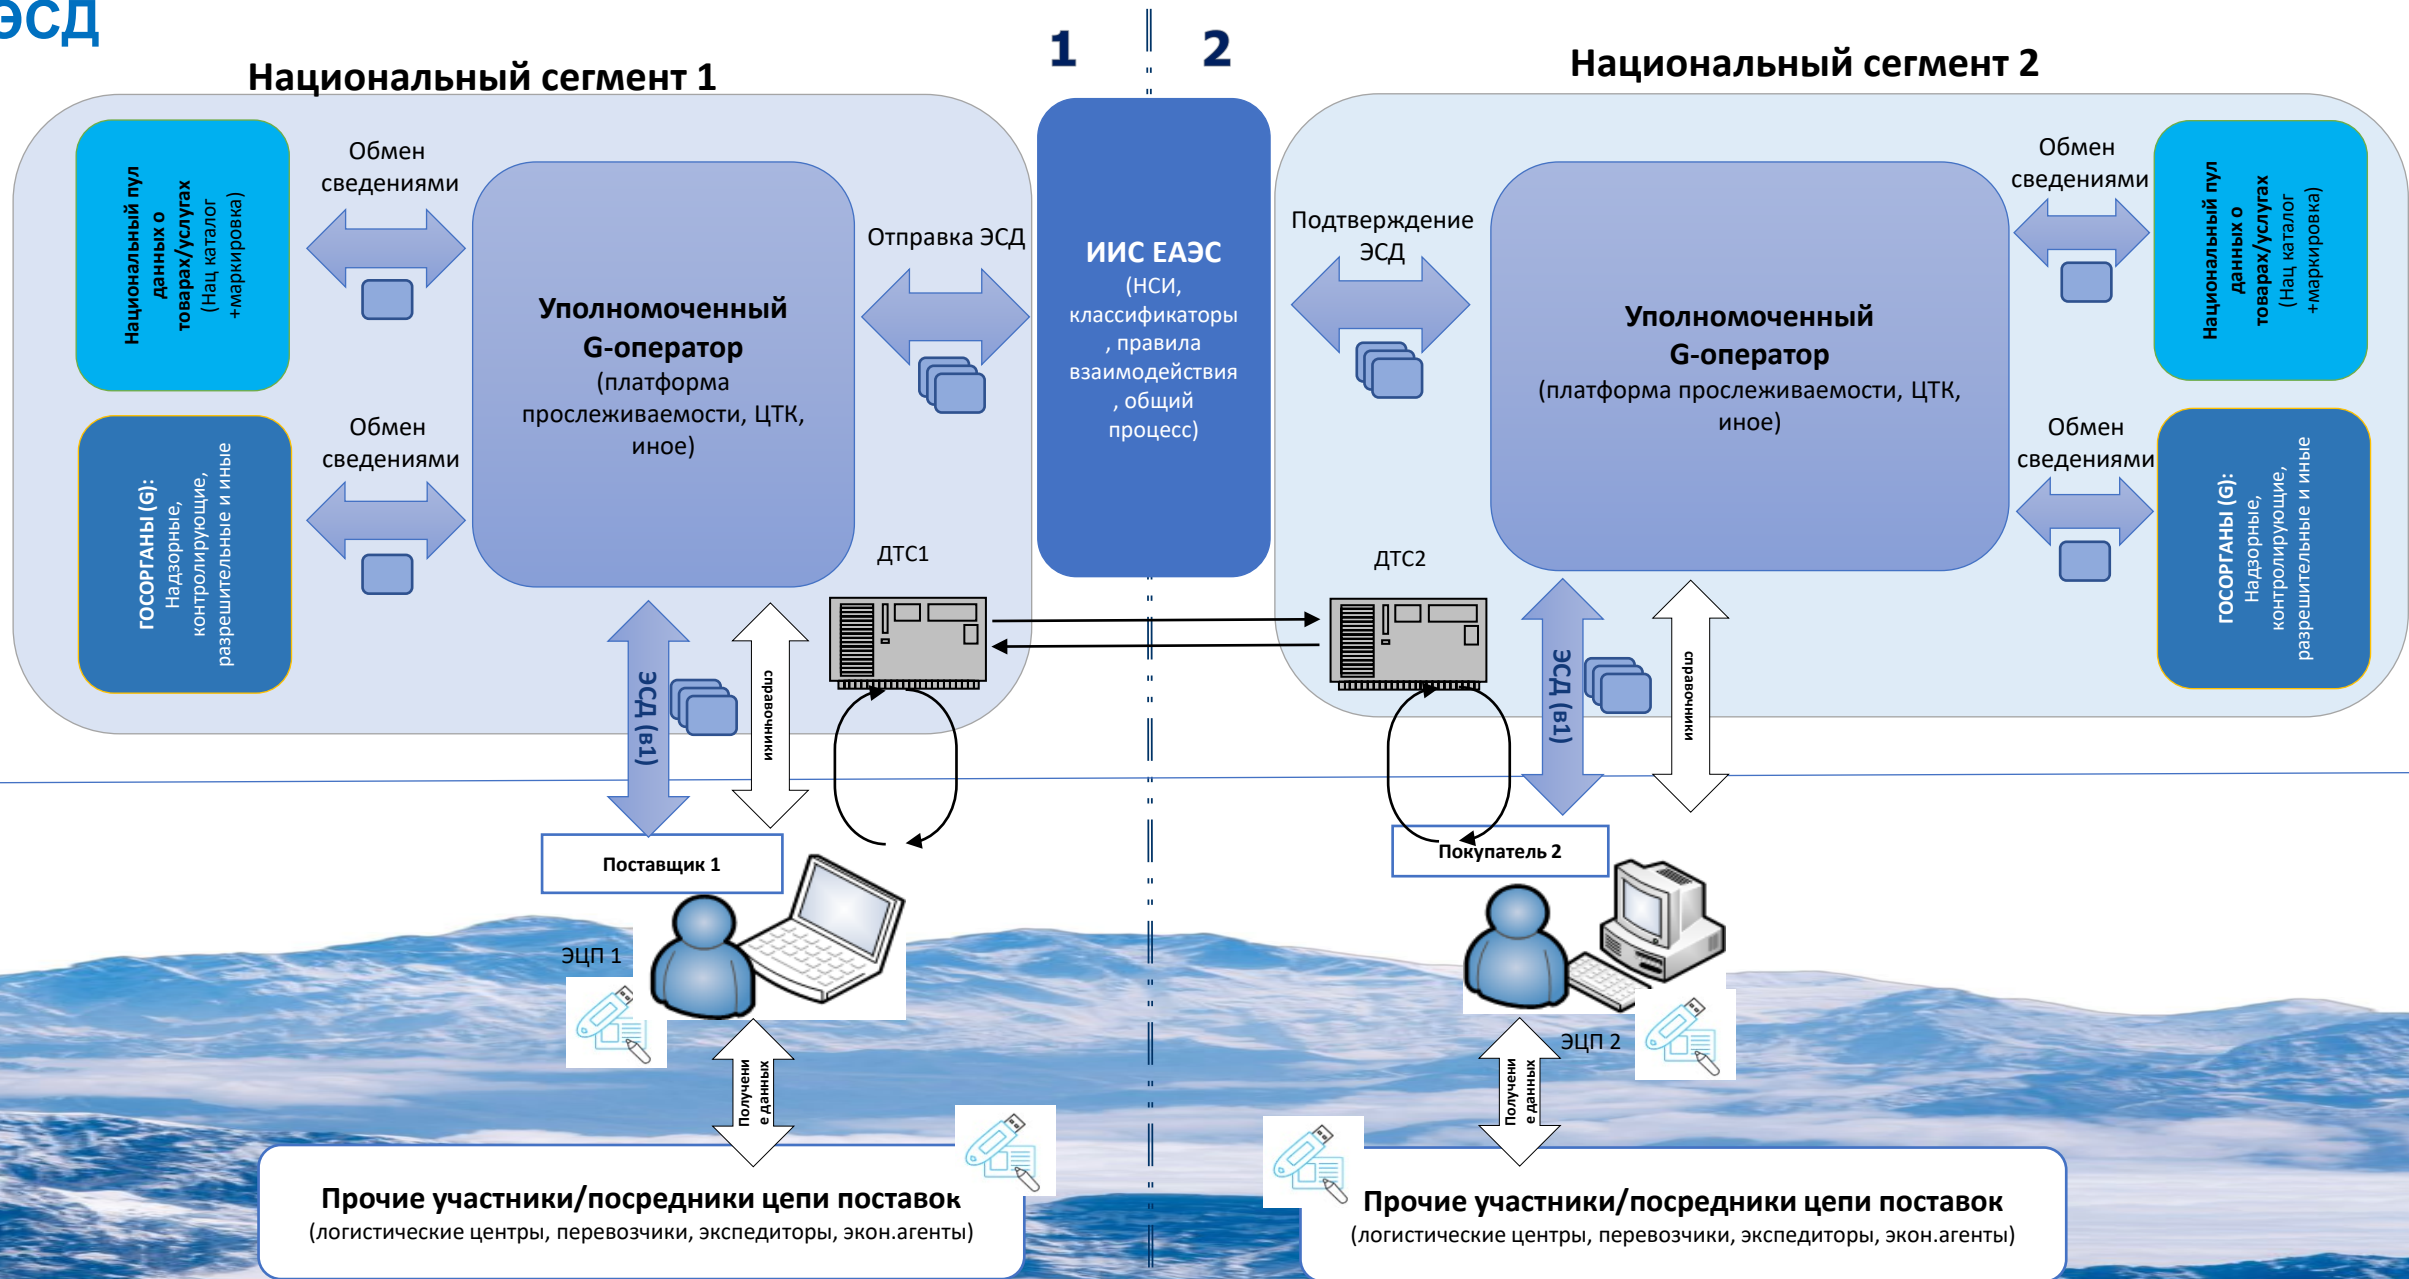 ЭСД
1
2
Национальный сегмент 1
Национальный сегмент 2
Национальный пул
данных о
товарах/услугах
(Нац каталог
+маркировка)
Обмен
сведениями
ГОСОРГАНЫ (G):
Надзорные,
контролирующие,
разрешительные и иные
Обмен
сведениями
Уполномоченный
G-оператор
(платформа
прослеживаемости, ЦТК,
иное)
Отправка ЭСД
ДТС1
ИИС ЕАЭС
(НСИ,
классификаторы
, правила
взаимодействия
, общий
процесс)
Подтверждение
ЭСД
ДТС2
Уполномоченный
G-оператор
(платформа прослеживаемости, ЦТК,
иное)
Обмен
сведениями
Национальный пул
данных о
товарах/услугах
(Нац каталог
+маркировка)
Обмен
сведениями
ГОСОРГАНЫ (G):
Надзорные,
контролирующие,
разрешительные и иные
ЭСД (в1)
справочники
ЭСД (в1)
справочники
Поставщик 1
Покупатель 2
ЭЦП 1
ЭЦП 2
Получени
е данных
Получени
е данных
Прочие участники/посредники цепи поставок
(логистические центры, перевозчики, экспедиторы, экон.агенты)
Прочие участники/посредники цепи поставок
(логистические центры, перевозчики, экспедиторы, экон.агенты)